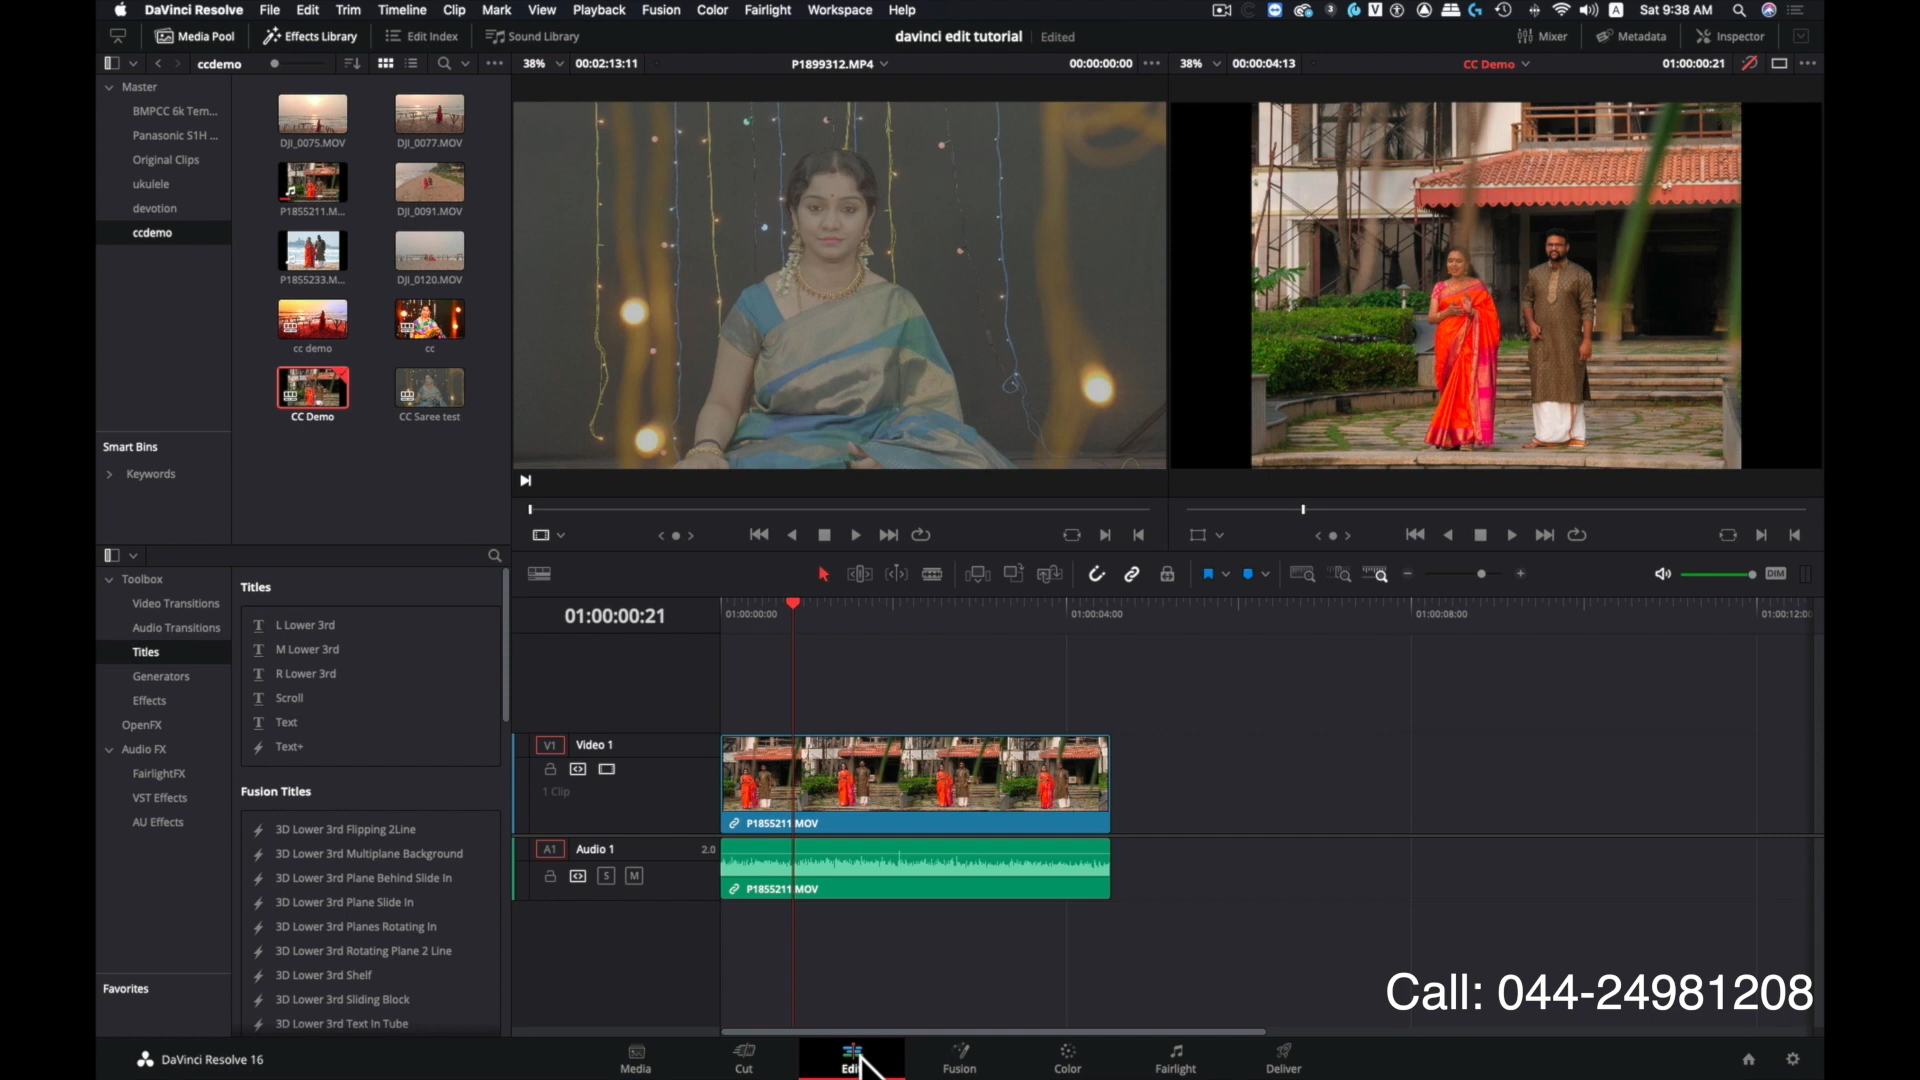 DaVinci Resolve File Edit Trim Timeline Clip Mark View Playback Fusion Color Fairlight Workspace Help 3 V A Sat 9:38 AM
Media Pool Effects Library Edit Index Sound Library davinci edit tutorial Edited Mixer Metadata Inspector
ccdemo 38% 00:02:13:11 P1899312.MP4 00:00:00:00 38% 00:00:04:13 CC Demo 01:00:00:21
Master
BMPCC 6k Tem...
Panasonic S1H ...
Original Clips
ukulele
devotion
ccdemo
DJI_0075.MOV DJI_0077.MOV
P1855211.M... DJI_0091.MOV
P1855233.M... DJI_0120.MOV
cc demo cc
CC Demo CC Saree test
Smart Bins
Keywords
Toolbox
Video Transitions
Audio Transitions
Titles
Generators
Effects
OpenFX
Audio FX
FairlightFX
VST Effects
AU Effects
Favorites
Titles
L Lower 3rd
M Lower 3rd
R Lower 3rd
Scroll
Text
Text+
Fusion Titles
3D Lower 3rd Flipping 2Line
3D Lower 3rd Multiplane Background
3D Lower 3rd Plane Behind Slide In
3D Lower 3rd Plane Slide In
3D Lower 3rd Planes Rotating In
3D Lower 3rd Rotating Plane 2 Line
3D Lower 3rd Shelf
3D Lower 3rd Sliding Block
3D Lower 3rd Text In Tube
DIM
01:00:00:21 01:00:00:00 01:00:04:00 01:00:08:00 01:00:12:00
V1 Video 1
1 Clip
P1855211.MOV
A1 Audio 1 2.0
S M
P1855211.MOV
Call: 044-24981208
DaVinci Resolve 16 Media Cut Edit Fusion Color Fairlight Deliver